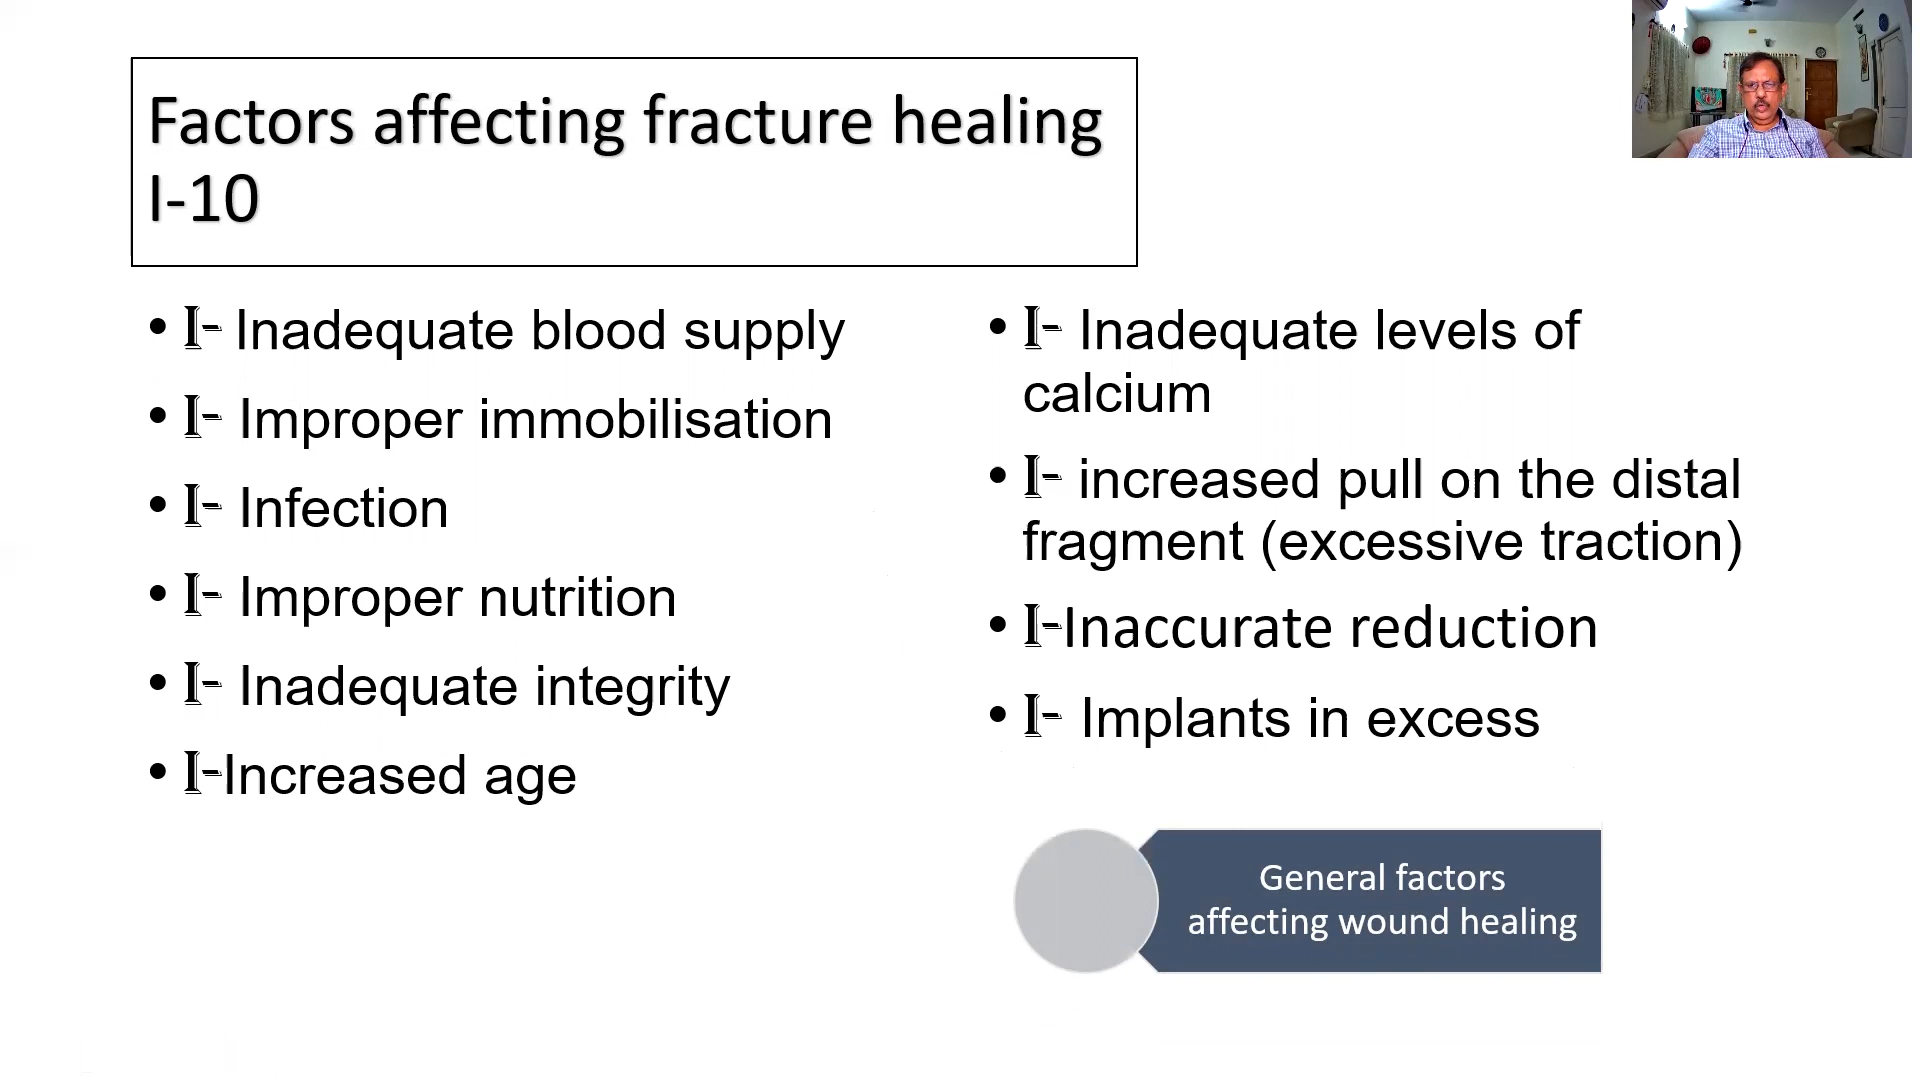 Factors affecting fracture healing
I-10
• I- Inadequate blood supply
• I- Improper immobilisation
• I- Infection
• I- Improper nutrition
• I- Inadequate integrity
• I-Increased age
• I- Inadequate levels of
calcium
• I- increased pull on the distal
fragment (excessive traction)
• I-Inaccurate reduction
• I- Implants in excess
General factors
affecting wound healing